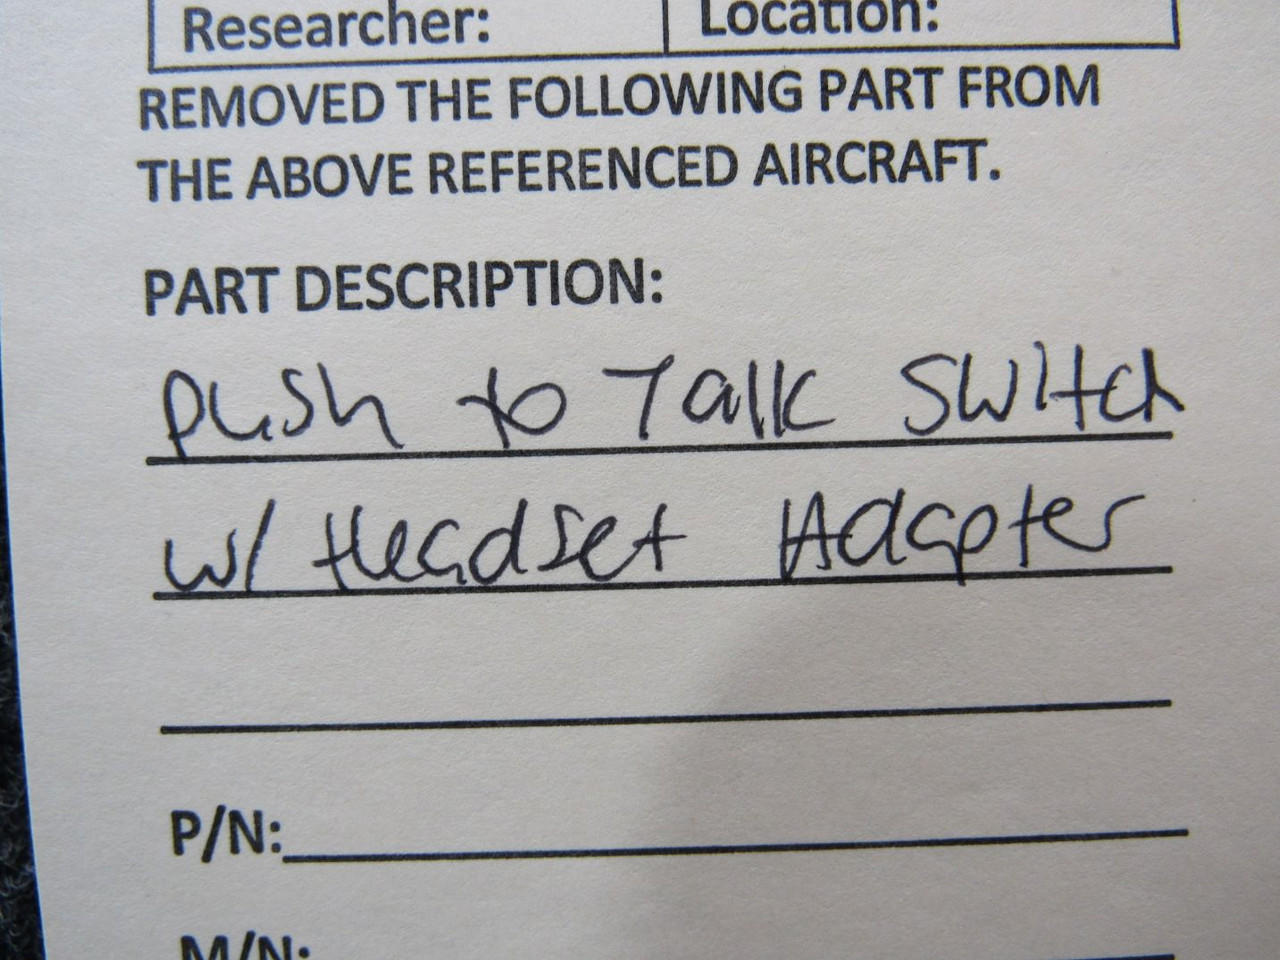 Researcher: Location:
REMOVED THE FOLLOWING PART FROM
THE ABOVE REFERENCED AIRCRAFT.
PART DESCRIPTION:
Push to Talk Switch
w/ Headset Adapter
P/N:
M/N: